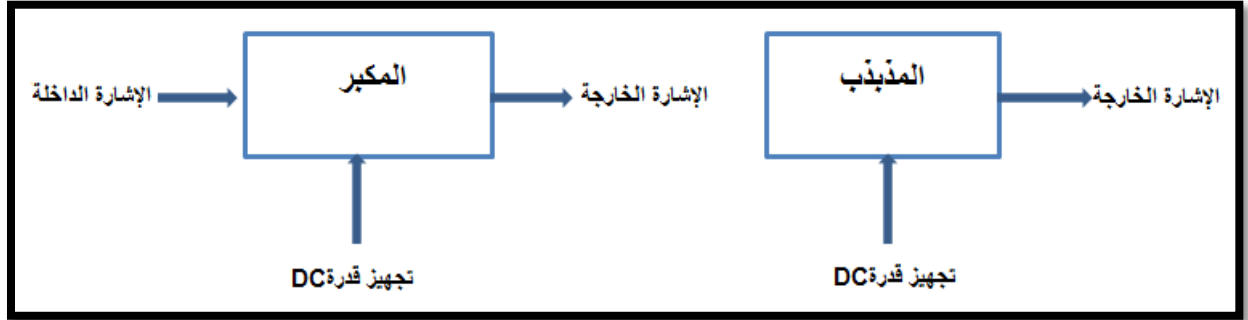 المذبذب
الإشارة الخارجة
تجهيز قدرةDC
المكبر
الإشارة الداخلة
الإشارة الخارجة
تجهيز قدرةDC